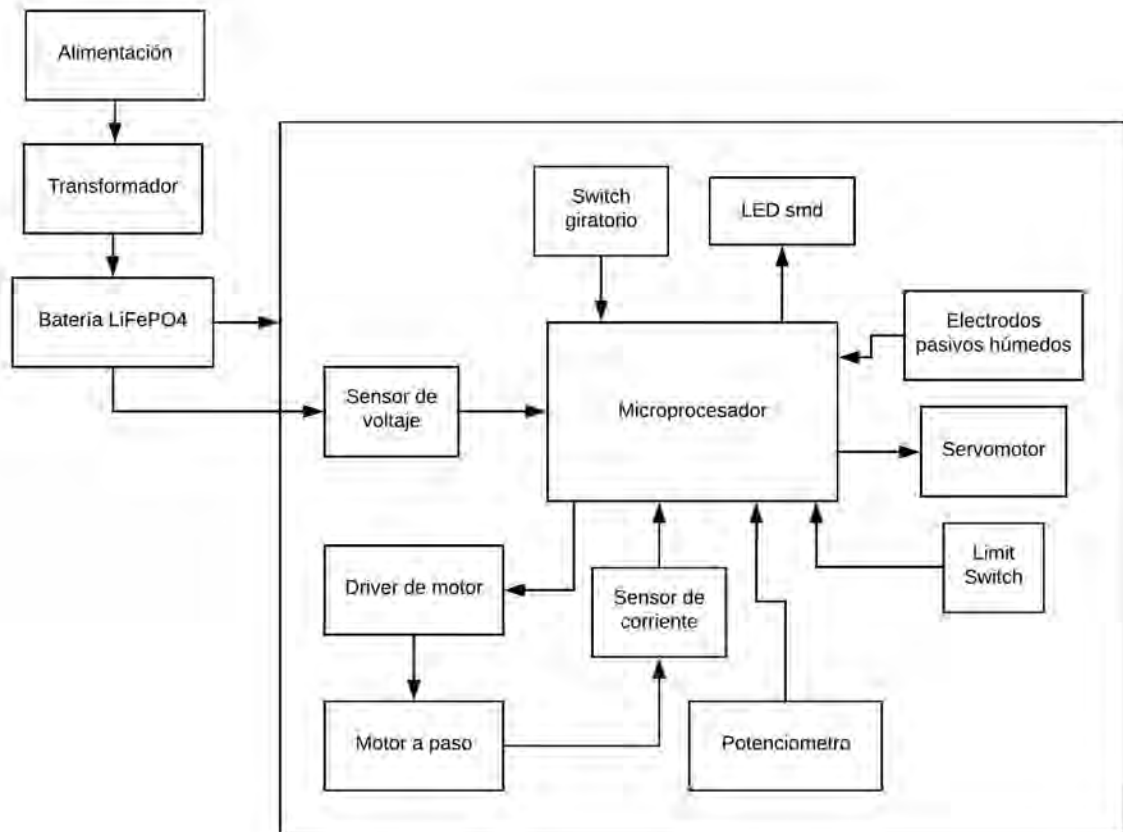 Alimentación
Transformador
Batería LiFePO4
Switch
giratorio
LED smd
Electrodos
pasivos húmedos
Sensor de
voltaje
Microprocesador
Servomotor
Driver de motor
Sensor de
corriente
Limit
Switch
Motor a paso
Potenciometro